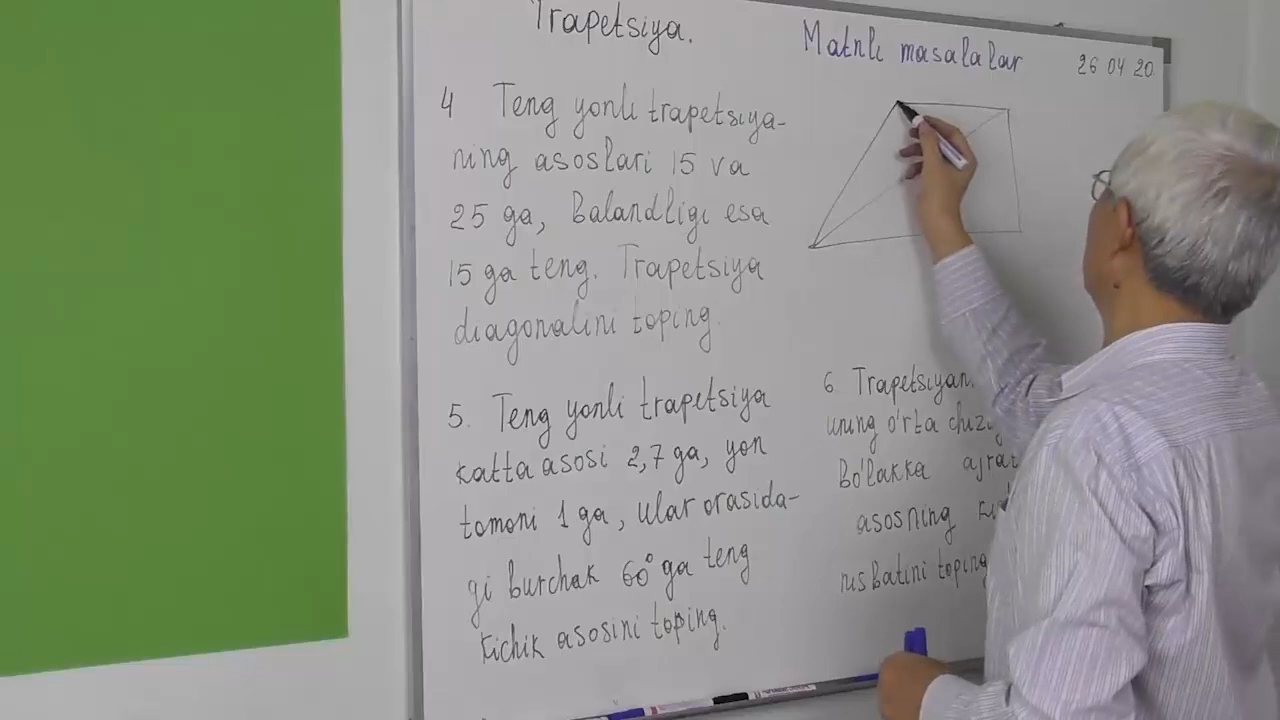 Trapetsiya.
Matnli masalalar
26 04 20
4 Teng yonli trapetsiya-
ning asoslari 15 va
25 ga, Balandligi esa
15 ga teng. Trapetsiya
diagonalini toping.
5. Teng yonli trapetsiya
katta asosi 2,7 ga, yon
tomoni 1 ga, ular orasida-
gi burchak 60° ga teng
kichik asosini toping.
6 Trapetsiyan
uning o'rta chuzi
Bo'lakka ajrat
asosning
nisbatini toping